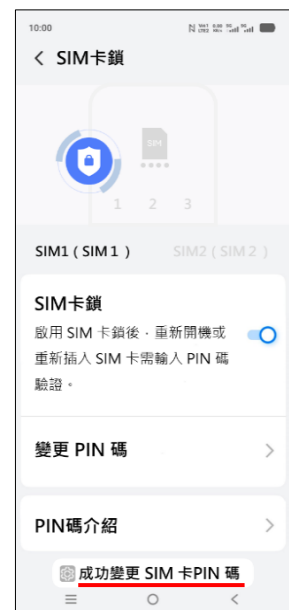 10:00
SIM卡鎖
SIM
1 2 3
SIM1 ( SIM 1 )
SIM2 ( SIM 2 )
SIM卡鎖
啟用 SIM 卡鎖後，重新開機或
重新插入 SIM 卡需輸入 PIN 碼
驗證。
變更 PIN 碼
PIN碼介紹
成功變更 SIM 卡PIN 碼